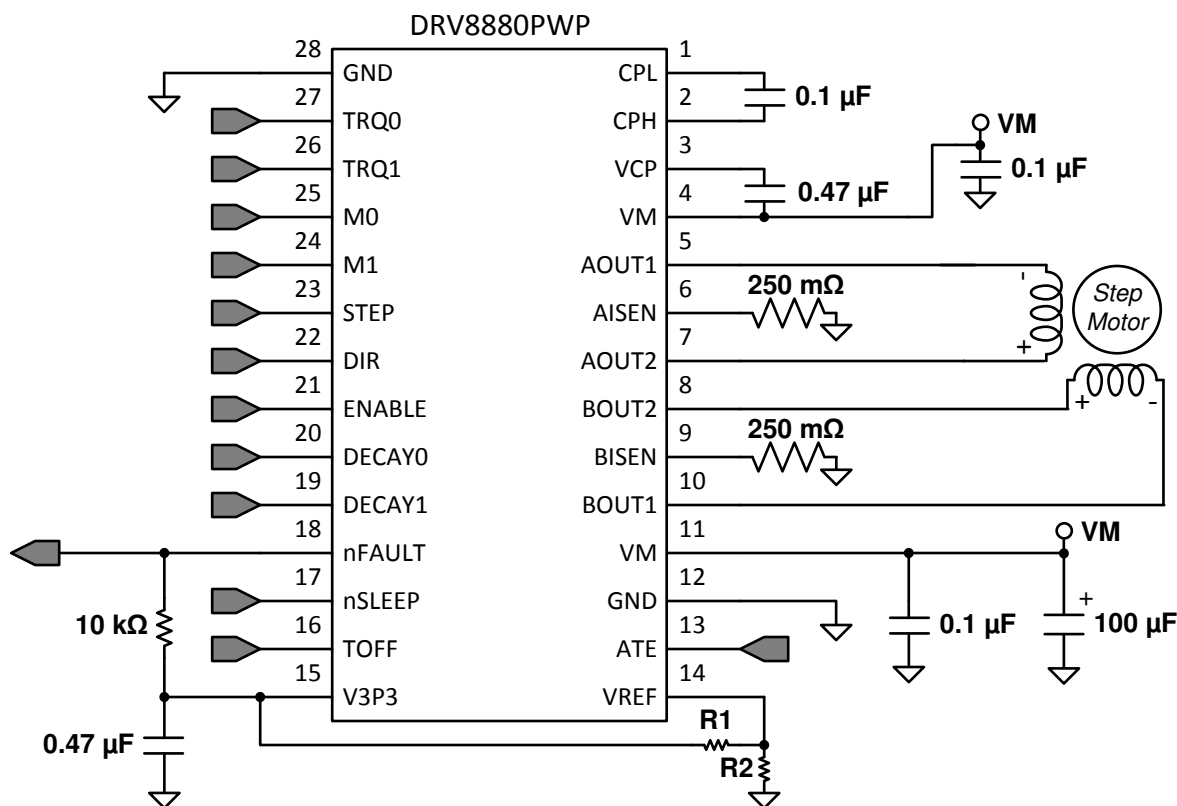 DRV8880PWP
28
GND
27
TRQ0
26
TRQ1
25
M0
24
M1
23
STEP
22
DIR
21
ENABLE
20
DECAY0
19
DECAY1
18
nFAULT
17
nSLEEP
16
TOFF
15
V3P3
10 kΩ
0.47 µF
1
CPL
2
CPH
0.1 µF
3
VCP
4
VM
0.47 µF
VM
0.1 µF
5
AOUT1
6
AISEN
250 mΩ
7
AOUT2
-
+
Step
Motor
8
BOUT2
+ -
9
BISEN
250 mΩ
10
BOUT1
11
VM
VM
12
GND
0.1 µF
+
100 µF
13
ATE
14
VREF
R1
R2